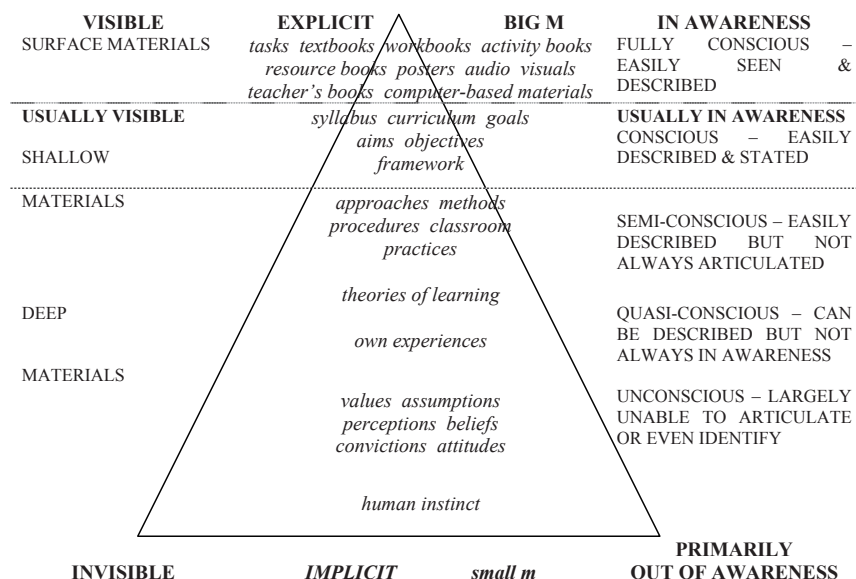 VISIBLE EXPLICIT BIG M IN AWARENESS
SURFACE MATERIALS
tasks textbooks workbooks activity books
resource books posters audio visuals
teacher's books computer-based materials
FULLY CONSCIOUS –
EASILY SEEN &
DESCRIBED
USUALLY VISIBLE
SHALLOW
syllabus curriculum goals
aims objectives
framework
USUALLY IN AWARENESS
CONSCIOUS – EASILY
DESCRIBED & STATED
MATERIALS
approaches methods
procedures classroom
practices
SEMI-CONSCIOUS – EASILY
DESCRIBED BUT NOT
ALWAYS ARTICULATED
theories of learning
DEEP
own experiences
QUASI-CONSCIOUS – CAN
BE DESCRIBED BUT NOT
ALWAYS IN AWARENESS
MATERIALS
values assumptions
perceptions beliefs
convictions attitudes
UNCONSCIOUS – LARGELY
UNABLE TO ARTICULATE
OR EVEN IDENTIFY
human instinct
INVISIBLE IMPLICIT small m
PRIMARILY
OUT OF AWARENESS